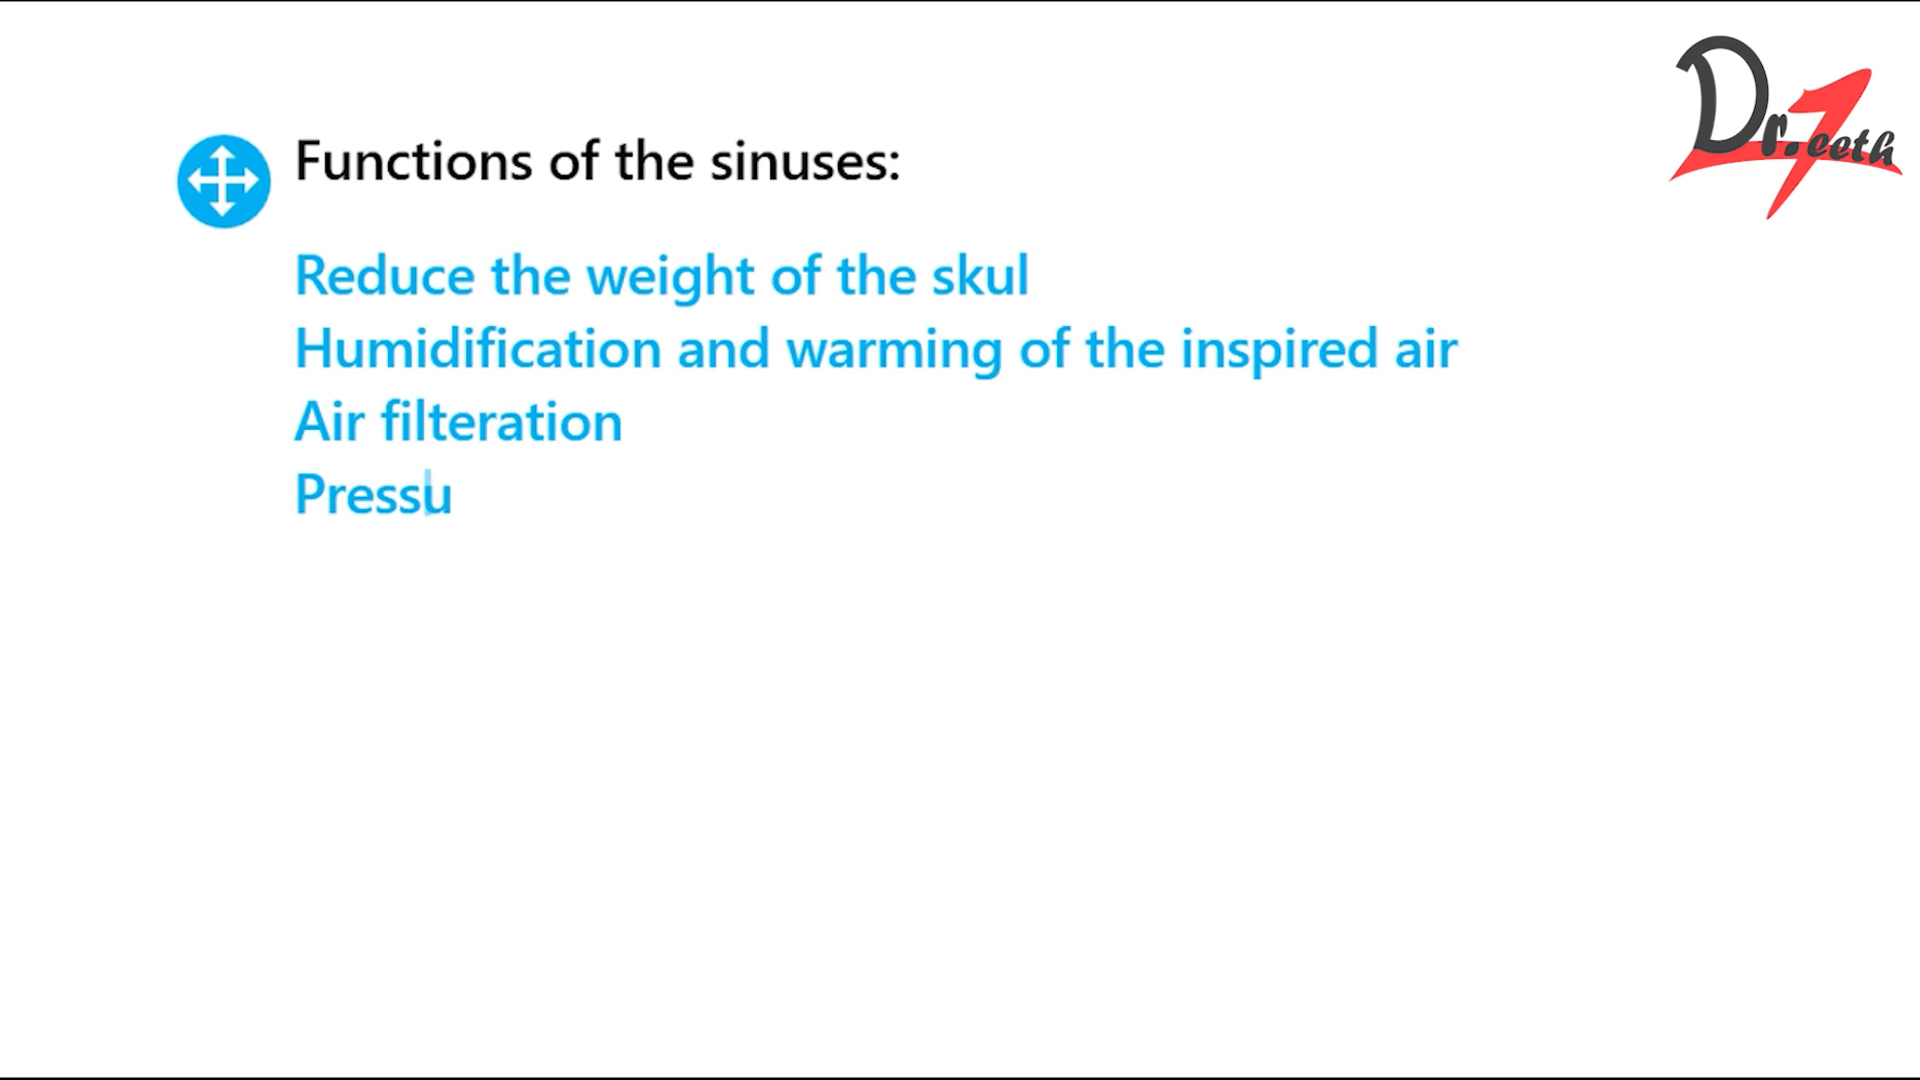 Functions of the sinuses:
Reduce the weight of the skul
Humidification and warming of the inspired air
Air filteration
Pressu
Dr.Teeth